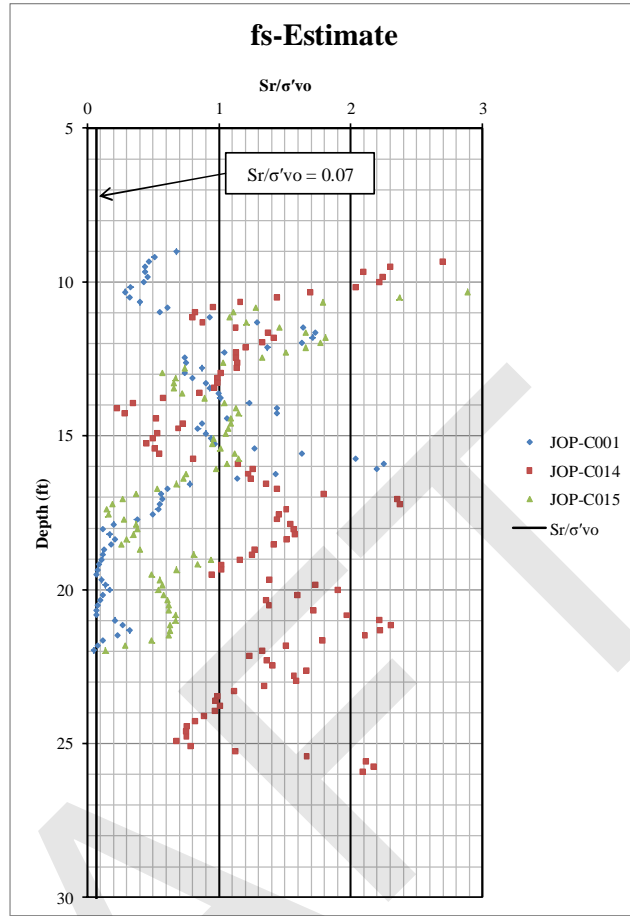 fs-Estimate
Sr/σ'vo
0 1 2 3
5
Sr/σ'vo = 0.07
10
15
20
25
30
Depth (ft)
JOP-C001
JOP-C014
JOP-C015
Sr/σ'vo